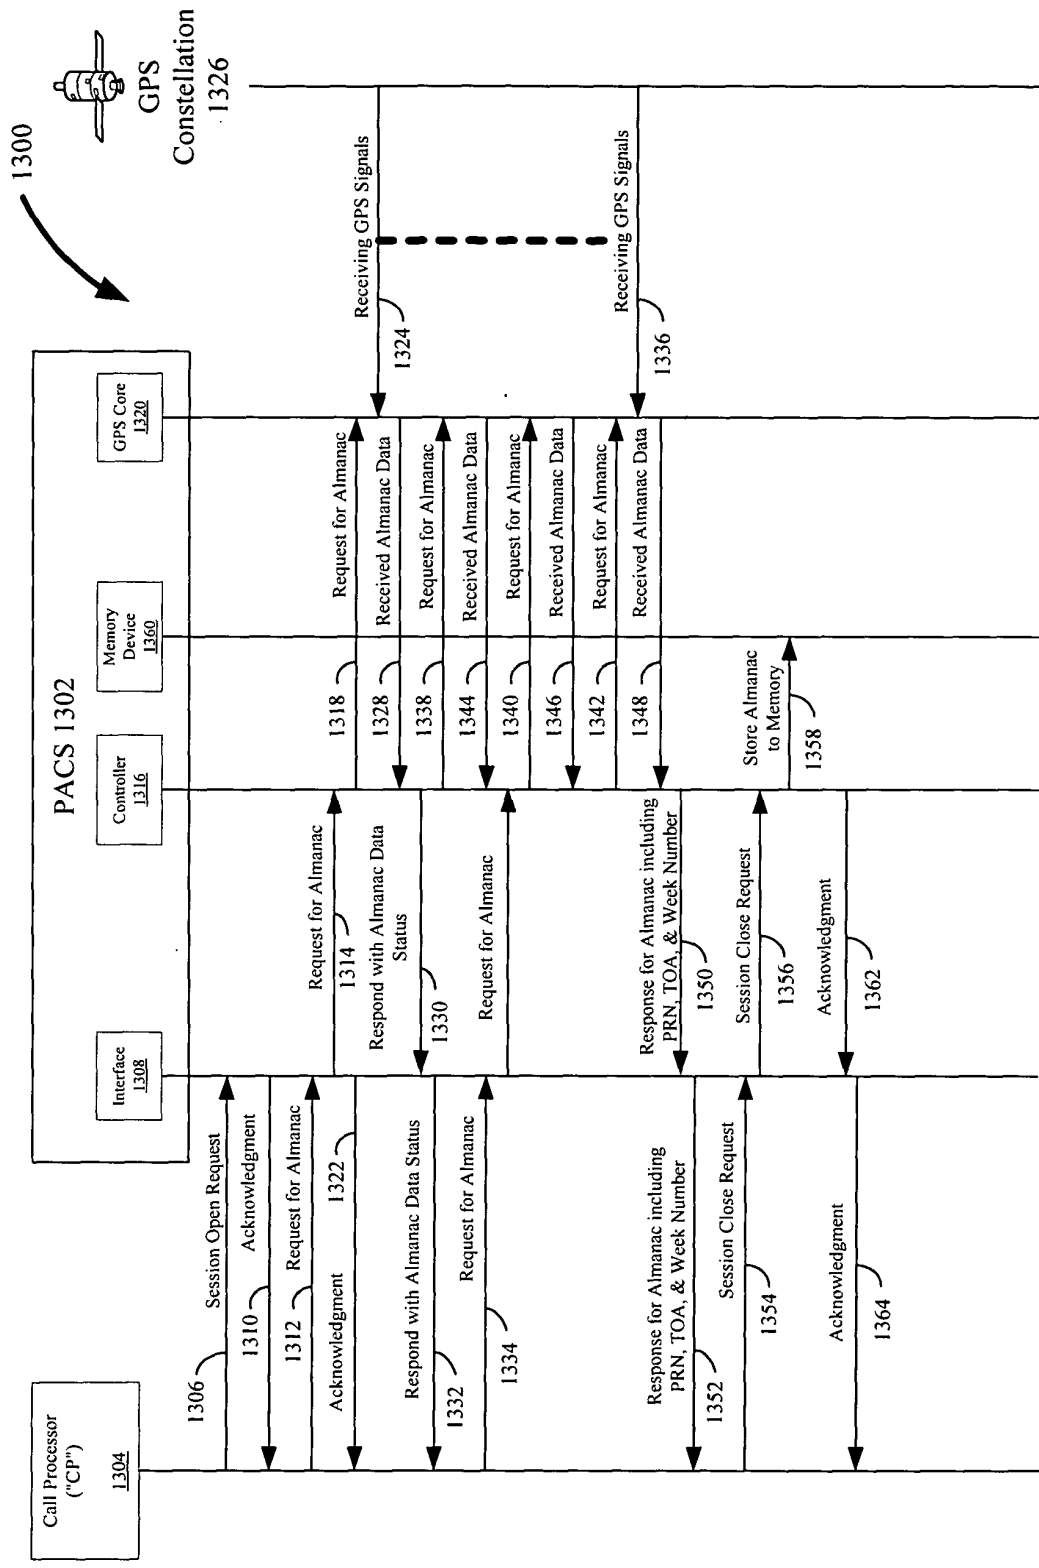 1300
GPS
Constellation
1326
PACS 1302
Call Processor
("CP")
1304
Interface
1308
Controller
1316
Memory
Device
1360
GPS Core
1320
Session Open Request
1306
Acknowledgment
1310
Request for Almanac
1312
Request for Almanac
1314
Request for Almanac
1318
Acknowledgment
1322
Receiving GPS Signals
1324
Received Almanac Data
1328
Respond with Almanac Data
Status
1330
Respond with Almanac Data Status
1332
Request for Almanac
1338
Request for Almanac
1334
Received Almanac Data
1344
Request for Almanac
Request for Almanac
1340
Received Almanac Data
1346
Request for Almanac
1342
Receiving GPS Signals
1336
Received Almanac Data
1348
Response for Almanac including
PRN, TOA, & Week Number
1350
Response for Almanac including
PRN, TOA, & Week Number
1352
Session Close Request
1354
Session Close Request
1356
Store Almanac
to Memory
1358
Acknowledgment
1362
Acknowledgment
1364